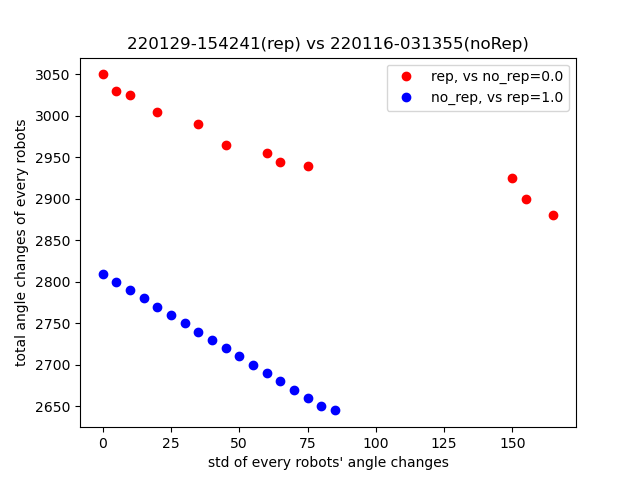 220129-154241(rep) vs 220116-031355(noRep)
rep, vs no_rep=0.0
no_rep, vs rep=1.0
total angle changes of every robots
3050
3000
2950
2900
2850
2800
2750
2700
2650
0 25 50 75 100 125 150
std of every robots' angle changes